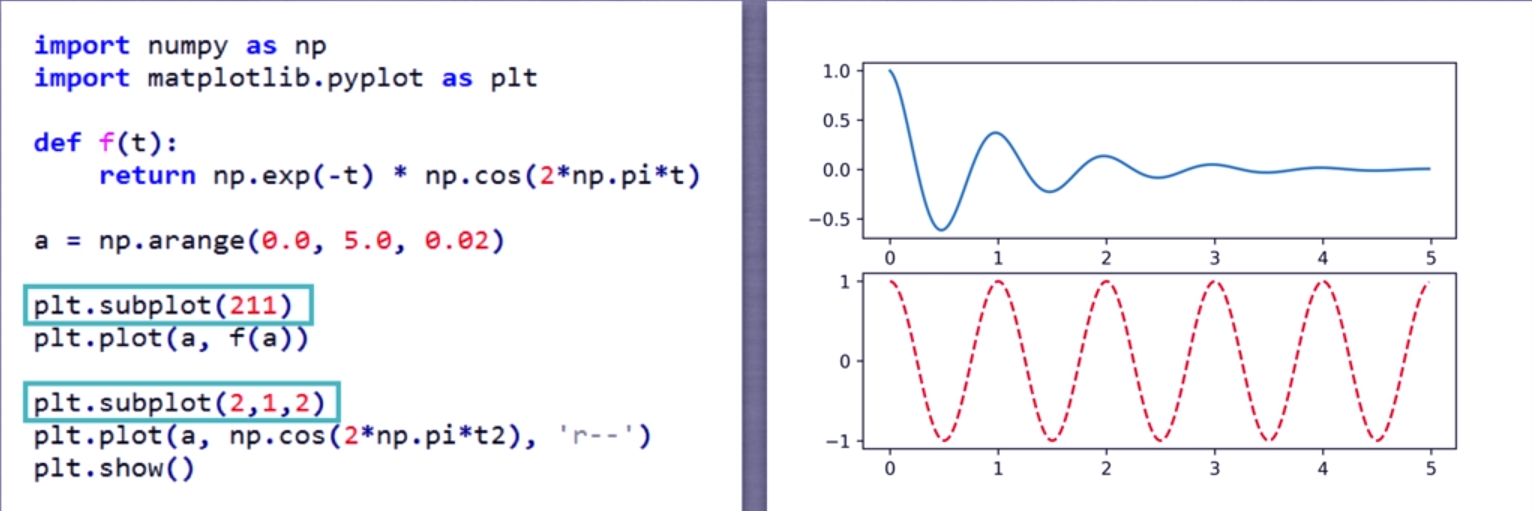 import numpy as np
import matplotlib.pyplot as plt
def f(t):
    return np.exp(-t) * np.cos(2*np.pi*t)
a = np.arange(0.0, 5.0, 0.02)
plt.subplot(211)
plt.plot(a, f(a))
plt.subplot(2,1,2)
plt.plot(a, np.cos(2*np.pi*t2), 'r--')
plt.show()
1.0
0.5
0.0
−0.5
0 1 2 3 4 5
1
0
−1
0 1 2 3 4 5